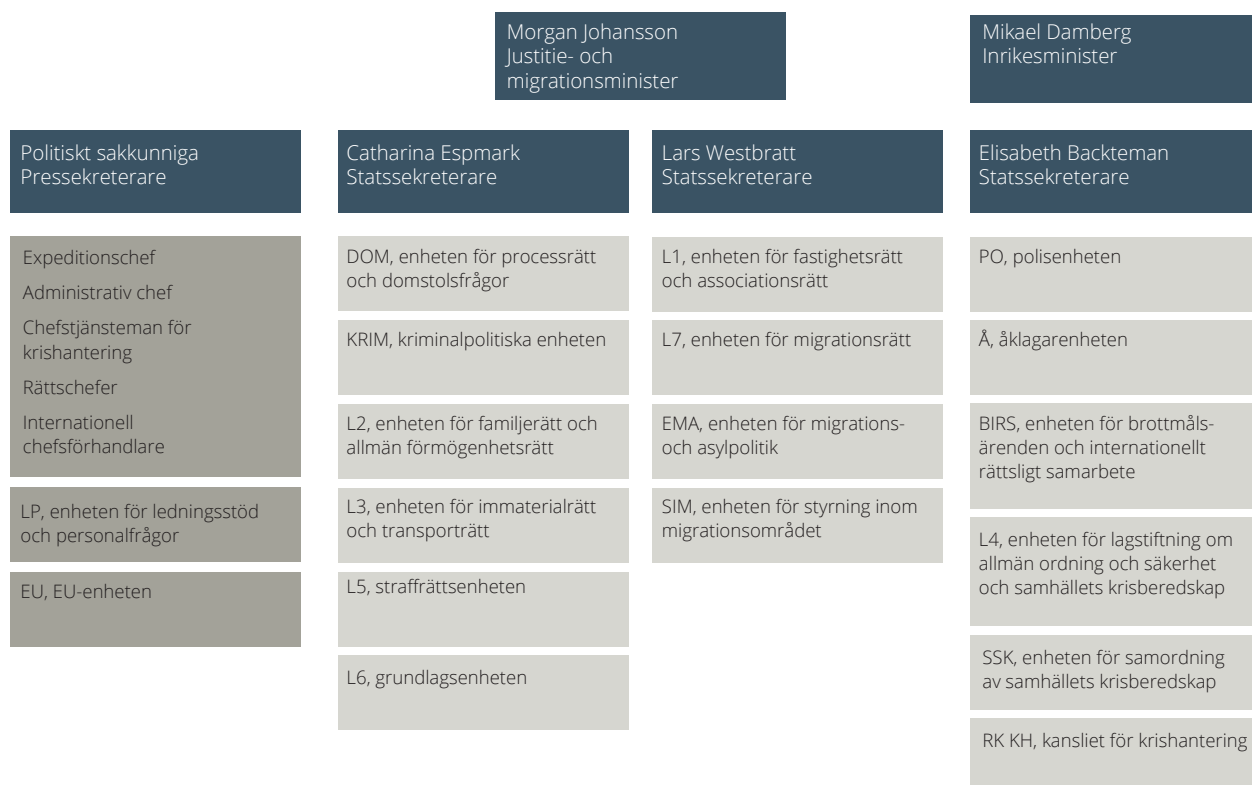 Morgan Johansson
Justitie- och
migrationsminister
Mikael Damberg
Inrikesminister
Politiskt sakkunniga
Pressekreterare
Catharina Espmark
Statssekreterare
Lars Westbratt
Statssekreterare
Elisabeth Backteman
Statssekreterare
Expeditionschef
Administrativ chef
Chefstjänsteman för
krishantering
Rättschefer
Internationell
chefsförhandlare
LP, enheten för ledningsstöd
och personalfrågor
EU, EU-enheten
DOM, enheten för processrätt
och domstolsfrågor
KRIM, kriminalpolitiska enheten
L2, enheten för familjerätt och
allmän förmögenhetsrätt
L3, enheten för immaterialrätt
och transporträtt
L5, straffrättsenheten
L6, grundlagsenheten
L1, enheten för fastighetsrätt
och associationsrätt
L7, enheten för migrationsrätt
EMA, enheten för migrations-
och asylpolitik
SIM, enheten för styrning inom
migrationsområdet
PO, polisenheten
Å, åklagarenheten
BIRS, enheten för brottmåls-
ärenden och internationellt
rättsligt samarbete
L4, enheten för lagstiftning om
allmän ordning och säkerhet
och samhällets krisberedskap
SSK, enheten för samordning
av samhällets krisberedskap
RK KH, kansliet för krishantering